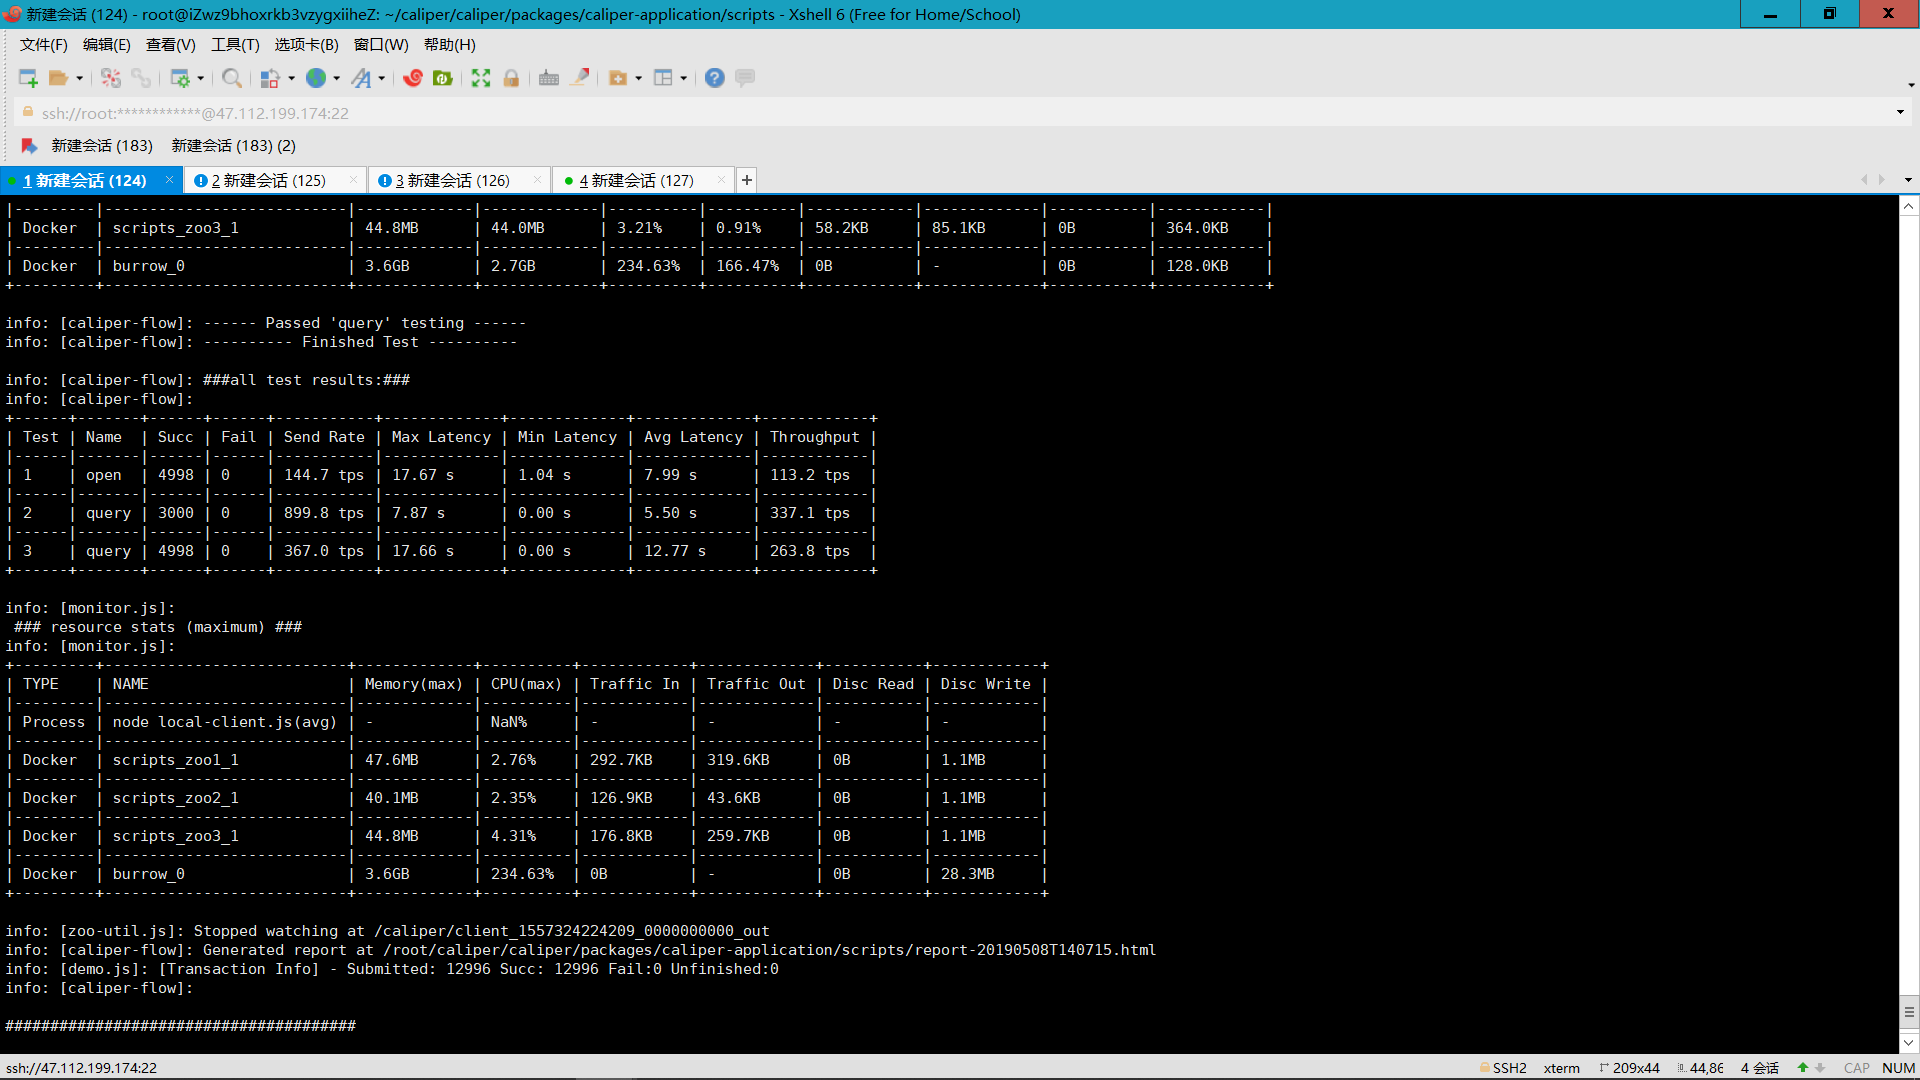 新建会话 (124) - root@iZwz9bhoxrkb3vzygxiiheZ: ~/caliper/caliper/packages/caliper-application/scripts - Xshell 6 (Free for Home/School)
文件(F) 编辑(E) 查看(V) 工具(T) 选项卡(B) 窗口(W) 帮助(H)
ssh://root:************@47.112.199.174:22
新建会话 (183) 新建会话 (183) (2)
1 新建会话 (124) × 2 新建会话 (125) × 3 新建会话 (126) × 4 新建会话 (127) × +
|---------|---------------------------|-------------|-------------|----------|----------|------------|-------------|-----------|------------|
| Docker  | scripts_zoo3_1            | 44.8MB      | 44.0MB      | 3.21%    | 0.91%    | 58.2KB     | 85.1KB      | 0B        | 364.0KB    |
|---------|---------------------------|-------------|-------------|----------|----------|------------|-------------|-----------|------------|
| Docker  | burrow_0                  | 3.6GB       | 2.7GB       | 234.63%  | 166.47%  | 0B         | -           | 0B        | 128.0KB    |
+---------+---------------------------+-------------+-------------+----------+----------+------------+-------------+-----------+------------+
info: [caliper-flow]: ------ Passed 'query' testing ------
info: [caliper-flow]: ---------- Finished Test ----------
info: [caliper-flow]: ###all test results:###
info: [caliper-flow]:
+------+-------+------+------+-----------+-------------+-------------+-------------+------------+
| Test | Name  | Succ | Fail | Send Rate | Max Latency | Min Latency | Avg Latency | Throughput |
|------|-------|------|------|-----------|-------------|-------------|-------------|------------|
| 1    | open  | 4998 | 0    | 144.7 tps | 17.67 s     | 1.04 s      | 7.99 s      | 113.2 tps  |
|------|-------|------|------|-----------|-------------|-------------|-------------|------------|
| 2    | query | 3000 | 0    | 899.8 tps | 7.87 s      | 0.00 s      | 5.50 s      | 337.1 tps  |
|------|-------|------|------|-----------|-------------|-------------|-------------|------------|
| 3    | query | 4998 | 0    | 367.0 tps | 17.66 s     | 0.00 s      | 12.77 s     | 263.8 tps  |
+------+-------+------+------+-----------+-------------+-------------+-------------+------------+
info: [monitor.js]:
### resource stats (maximum) ###
info: [monitor.js]:
+---------+---------------------------+-------------+----------+------------+-------------+-----------+------------+
| TYPE    | NAME                      | Memory(max) | CPU(max) | Traffic In | Traffic Out | Disc Read | Disc Write |
|---------|---------------------------|-------------|----------|------------|-------------|-----------|------------|
| Process | node local-client.js(avg) | -           | NaN%     | -          | -           | -         | -          |
|---------|---------------------------|-------------|----------|------------|-------------|-----------|------------|
| Docker  | scripts_zoo1_1            | 47.6MB      | 2.76%    | 292.7KB    | 319.6KB     | 0B        | 1.1MB      |
|---------|---------------------------|-------------|----------|------------|-------------|-----------|------------|
| Docker  | scripts_zoo2_1            | 40.1MB      | 2.35%    | 126.9KB    | 43.6KB      | 0B        | 1.1MB      |
|---------|---------------------------|-------------|----------|------------|-------------|-----------|------------|
| Docker  | scripts_zoo3_1            | 44.8MB      | 4.31%    | 176.8KB    | 259.7KB     | 0B        | 1.1MB      |
|---------|---------------------------|-------------|----------|------------|-------------|-----------|------------|
| Docker  | burrow_0                  | 3.6GB       | 234.63%  | 0B         | -           | 0B        | 28.3MB     |
+---------+---------------------------+-------------+----------+------------+-------------+-----------+------------+
info: [zoo-util.js]: Stopped watching at /caliper/client_1557324224209_0000000000_out
info: [caliper-flow]: Generated report at /root/caliper/caliper/packages/caliper-application/scripts/report-20190508T140715.html
info: [demo.js]: [Transaction Info] - Submitted: 12996 Succ: 12996 Fail:0 Unfinished:0
info: [caliper-flow]:
#######################################
ssh://47.112.199.174:22 SSH2 xterm 209x44 44,86 4 会话 CAP NUM